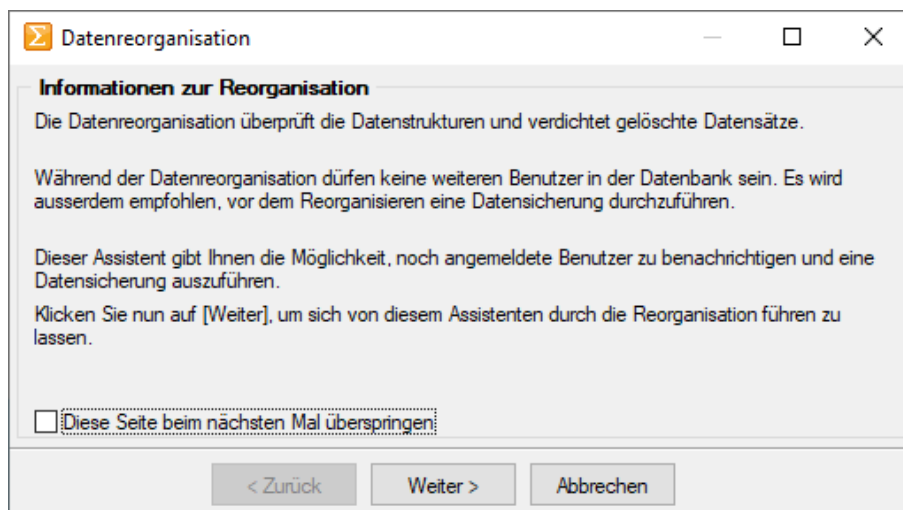 Σ Datenreorganisation
Informationen zur Reorganisation
Die Datenreorganisation überprüft die Datenstrukturen und verdichtet gelöschte Datensätze.
Während der Datenreorganisation dürfen keine weiteren Benutzer in der Datenbank sein. Es wird
ausserdem empfohlen, vor dem Reorganisieren eine Datensicherung durchzuführen.
Dieser Assistent gibt Ihnen die Möglichkeit, noch angemeldete Benutzer zu benachrichtigen und eine
Datensicherung auszuführen.
Klicken Sie nun auf [Weiter], um sich von diesem Assistenten durch die Reorganisation führen zu
lassen.
Diese Seite beim nächsten Mal überspringen
< Zurück Weiter > Abbrechen